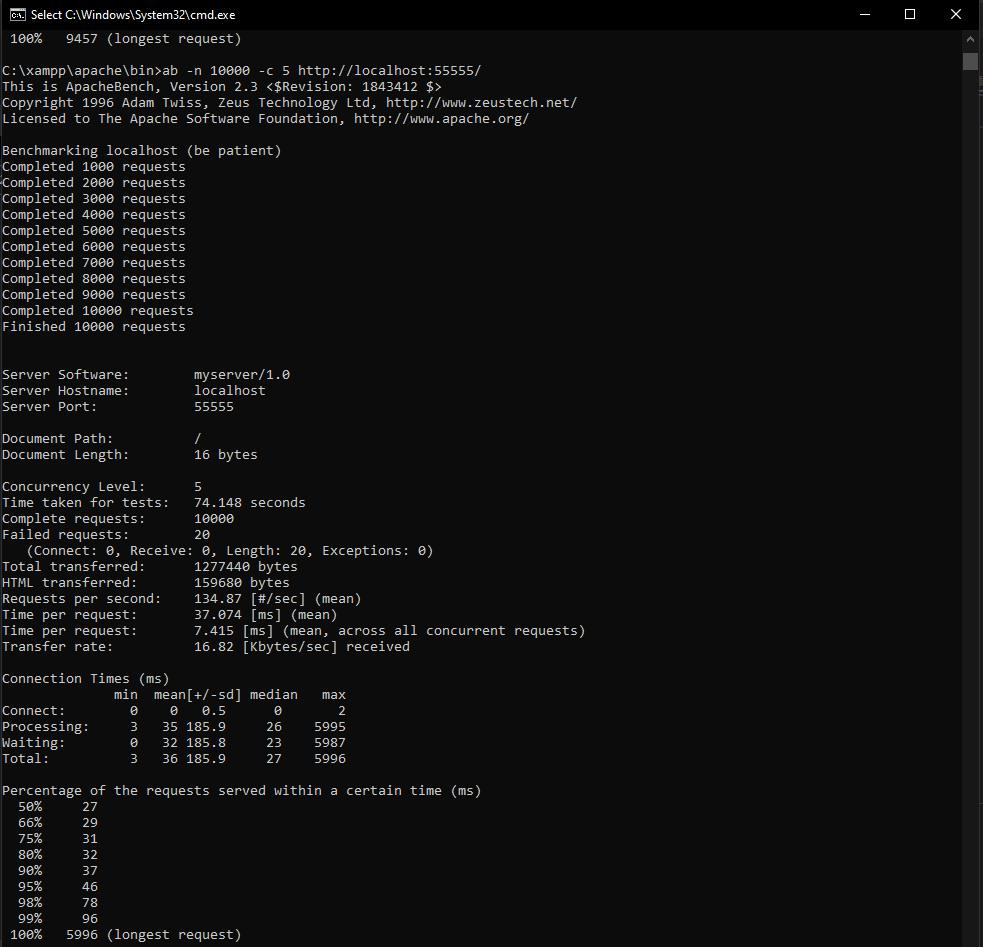 Select C:\Windows\System32\cmd.exe
100%   9457 (longest request)
C:\xampp\apache\bin>ab -n 10000 -c 5 http://localhost:55555/
This is ApacheBench, Version 2.3 <$Revision: 1843412 $>
Copyright 1996 Adam Twiss, Zeus Technology Ltd, http://www.zeustech.net/
Licensed to The Apache Software Foundation, http://www.apache.org/
Benchmarking localhost (be patient)
Completed 1000 requests
Completed 2000 requests
Completed 3000 requests
Completed 4000 requests
Completed 5000 requests
Completed 6000 requests
Completed 7000 requests
Completed 8000 requests
Completed 9000 requests
Completed 10000 requests
Finished 10000 requests
Server Software:        myserver/1.0
Server Hostname:        localhost
Server Port:            55555
Document Path:          /
Document Length:        16 bytes
Concurrency Level:      5
Time taken for tests:   74.148 seconds
Complete requests:      10000
Failed requests:        20
   (Connect: 0, Receive: 0, Length: 20, Exceptions: 0)
Total transferred:      1277440 bytes
HTML transferred:       159680 bytes
Requests per second:    134.87 [#/sec] (mean)
Time per request:       37.074 [ms] (mean)
Time per request:       7.415 [ms] (mean, across all concurrent requests)
Transfer rate:          16.82 [Kbytes/sec] received
Connection Times (ms)
              min  mean[+/-sd] median   max
Connect:        0    0   0.5      0       2
Processing:     3   35 185.9     26    5995
Waiting:        0   32 185.8     23    5987
Total:          3   36 185.9     27    5996
Percentage of the requests served within a certain time (ms)
  50%     27
  66%     29
  75%     31
  80%     32
  90%     37
  95%     46
  98%     78
  99%     96
 100%   5996 (longest request)